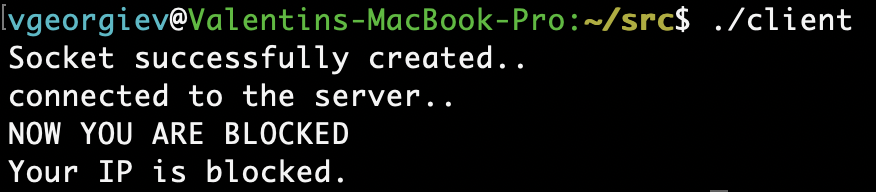 vgeorgiev@Valentins-MacBook-Pro:~/src$ ./client
Socket successfully created..
connected to the server..
NOW YOU ARE BLOCKED
Your IP is blocked.